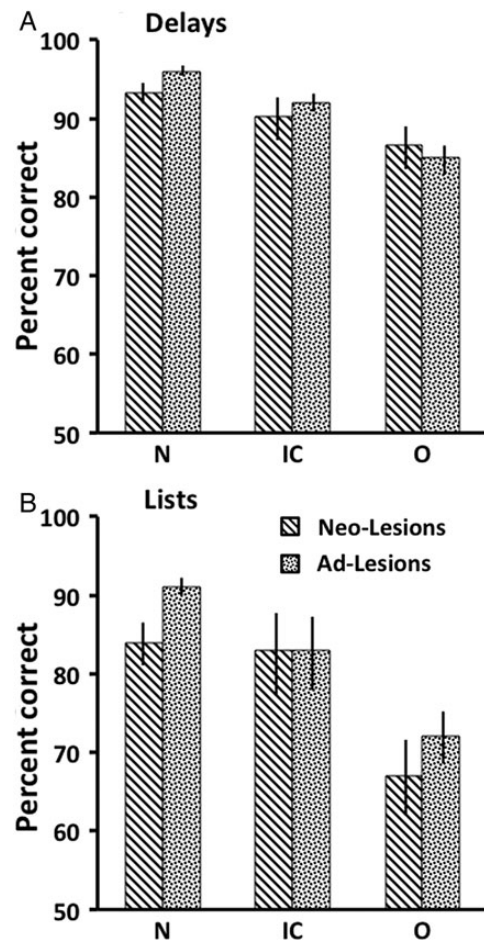 A
Delays
100
90
80
70
60
50
Percent correct
N IC O
B
Lists
100
90
80
70
60
50
Percent correct
Neo-Lesions
Ad-Lesions
N IC O